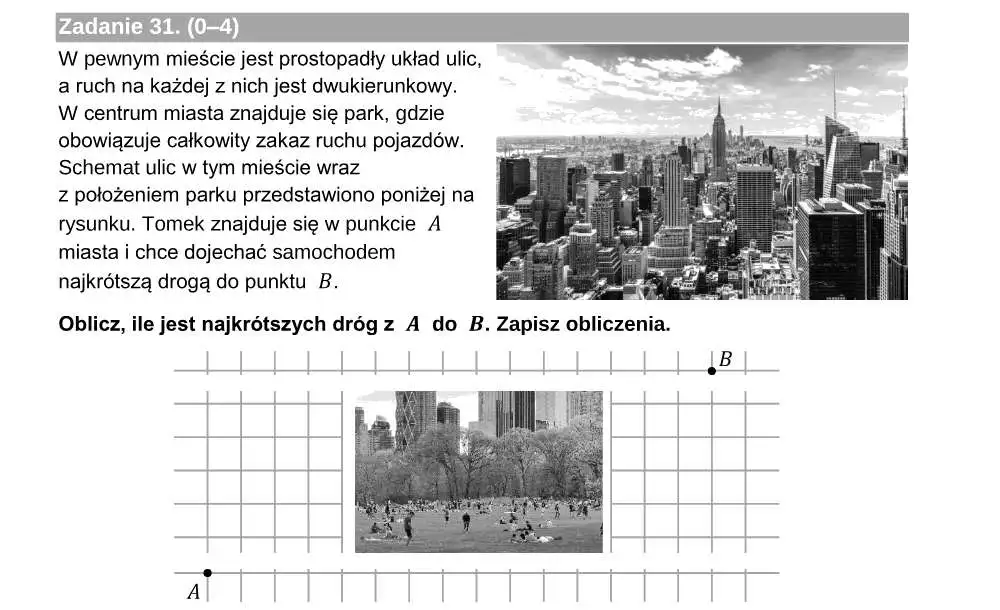 Zadanie 31. (0–4)
W pewnym mieście jest prostopadły układ ulic,
a ruch na każdej z nich jest dwukierunkowy.
W centrum miasta znajduje się park, gdzie
obowiązuje całkowity zakaz ruchu pojazdów.
Schemat ulic w tym mieście wraz
z położeniem parku przedstawiono poniżej na
rysunku. Tomek znajduje się w punkcie A
miasta i chce dojechać samochodem
najkrótszą drogą do punktu B.
Oblicz, ile jest najkrótszych dróg z A do B. Zapisz obliczenia.
B
A